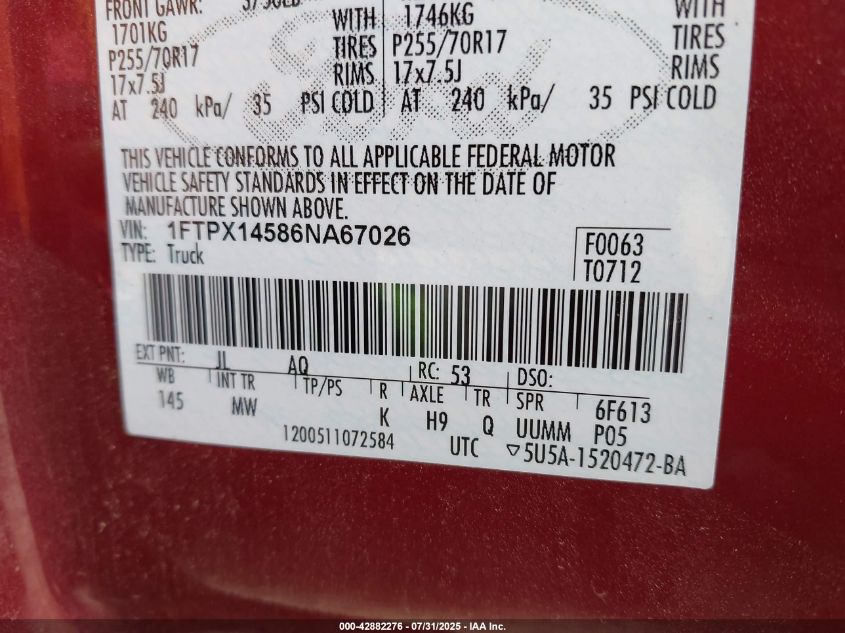 FRONT GAWR: 3750LB WITH 1746KG WITH
1701KG TIRES P255/70R17 TIRES
P255/70R17 RIMS 17x7.5J RIMS
17x7.5J
AT 240 kPa/ 35 PSI COLD AT 240 kPa/ 35 PSI COLD
THIS VEHICLE CONFORMS TO ALL APPLICABLE FEDERAL MOTOR
VEHICLE SAFETY STANDARDS IN EFFECT ON THE DATE OF
MANUFACTURE SHOWN ABOVE.
VIN: 1FTPX14586NA67026 F0063
TYPE: Truck T0712
EXT PNT: JL AQ RC: 53 DSO:
WB INT TR TP/PS R AXLE TR SPR 6F613
145 MW K H9 Q UUMM P05
1200511072584 UTC ▽5U5A-1520472-BA
000-42882276 - 07/31/2025 - IAA Inc.